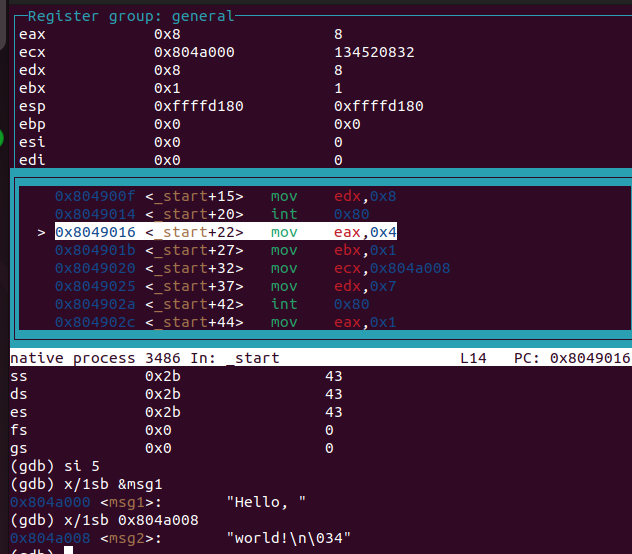 Register group: general
eax 0x8 8
ecx 0x804a000 134520832
edx 0x8 8
ebx 0x1 1
esp 0xffffd180 0xffffd180
ebp 0x0 0x0
esi 0x0 0
edi 0x0 0
0x804900f <_start+15> mov edx,0x8
0x8049014 <_start+20> int 0x80
> 0x8049016 <_start+22> mov eax,0x4
0x804901b <_start+27> mov ebx,0x1
0x8049020 <_start+32> mov ecx,0x804a008
0x8049025 <_start+37> mov edx,0x7
0x804902a <_start+42> int 0x80
0x804902c <_start+44> mov eax,0x1
native process 3486 In: _start L14 PC: 0x8049016
ss 0x2b 43
ds 0x2b 43
es 0x2b 43
fs 0x0 0
gs 0x0 0
(gdb) si 5
(gdb) x/1sb &msg1
0x804a000 <msg1>: "Hello, "
(gdb) x/1sb 0x804a008
0x804a008 <msg2>: "world!\n\034"
(gdb)